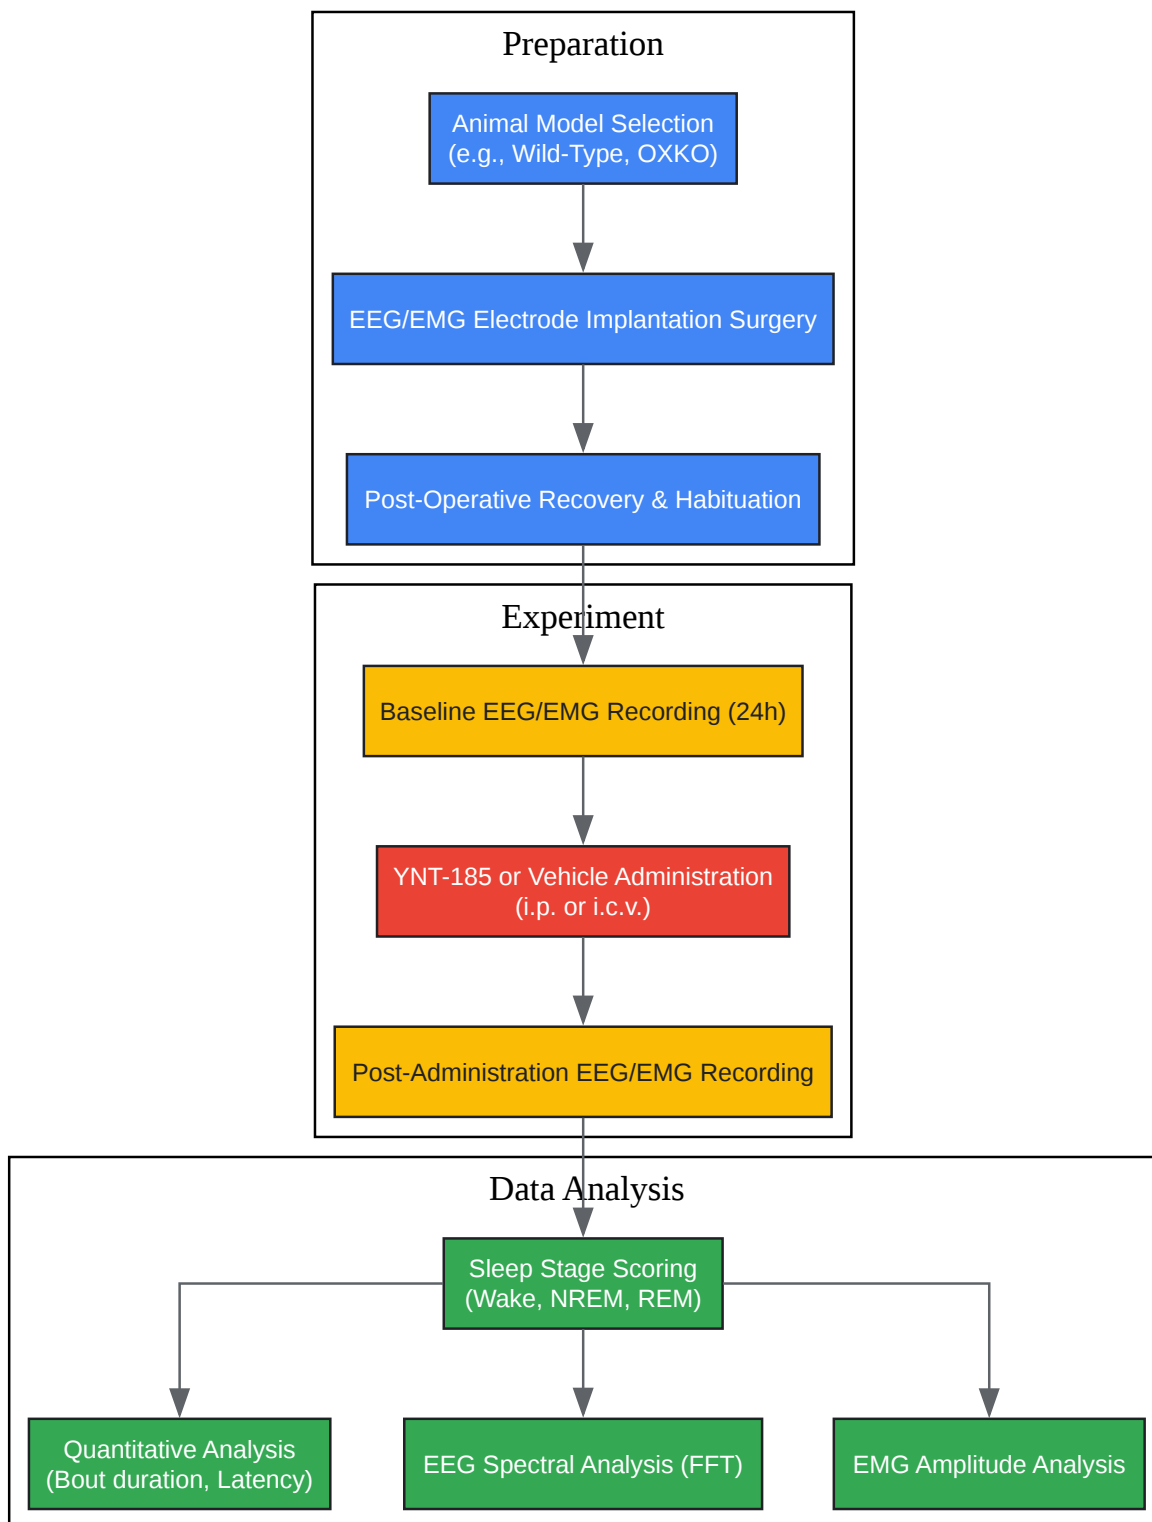 Preparation
Animal Model Selection
(e.g., Wild-Type, OXKO)
EEG/EMG Electrode Implantation Surgery
Post-Operative Recovery & Habituation
Experiment
Baseline EEG/EMG Recording (24h)
YNT-185 or Vehicle Administration
(i.p. or i.c.v.)
Post-Administration EEG/EMG Recording
Data Analysis
Sleep Stage Scoring
(Wake, NREM, REM)
Quantitative Analysis
(Bout duration, Latency)
EEG Spectral Analysis (FFT)
EMG Amplitude Analysis